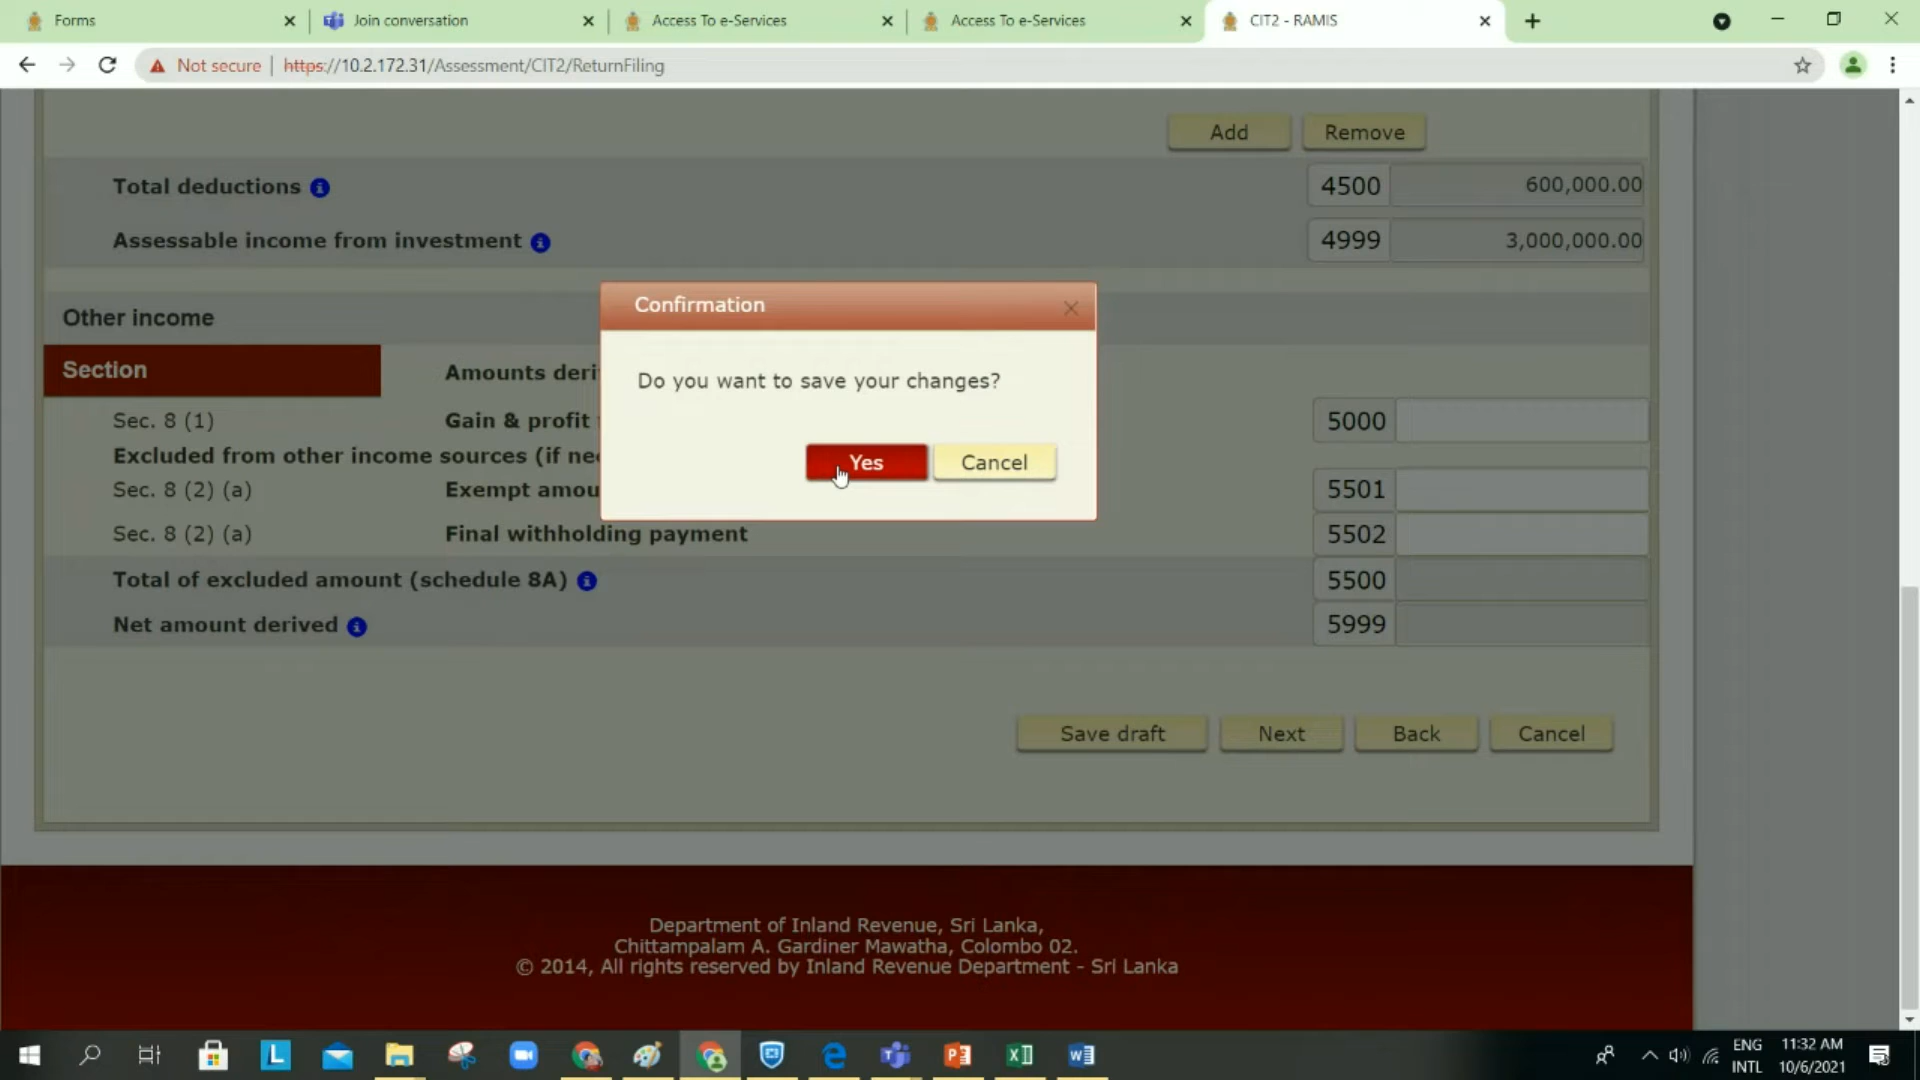 Forms
Join conversation
Access To e-Services
Access To e-Services
CIT2 - RAMIS
Not secure | https://10.2.172.31/Assessment/CIT2/ReturnFiling
Add Remove
Total deductions 4500 600,000.00
Assessable income from investment 4999 3,000,000.00
Confirmation
Do you want to save your changes?
Yes Cancel
Other income
Section Amounts deri
Sec. 8 (1) Gain & profit 5000
Excluded from other income sources (if ne
Sec. 8 (2) (a) Exempt amou 5501
Sec. 8 (2) (a) Final withholding payment 5502
Total of excluded amount (schedule 8A) 5500
Net amount derived 5999
Save draft Next Back Cancel
Department of Inland Revenue, Sri Lanka,
Chittampalam A. Gardiner Mawatha, Colombo 02.
© 2014, All rights reserved by Inland Revenue Department - Sri Lanka
ENG 11:32 AM
INTL 10/6/2021